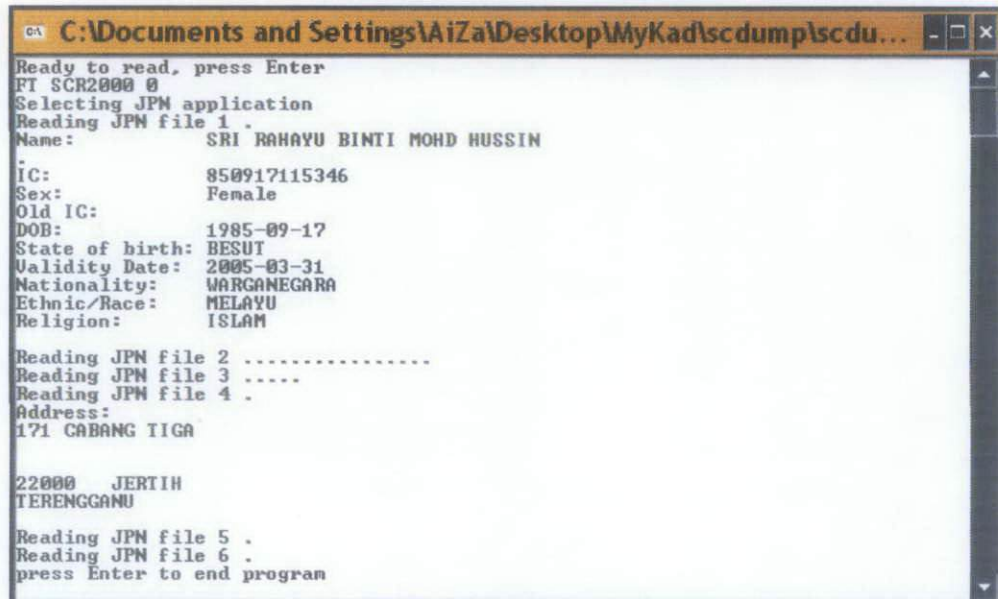 C:\Documents and Settings\AiZa\Desktop\MyKad\scdump\scdu...
Ready to read, press Enter
FT SCR2000 0
Selecting JPN application
Reading JPN file 1 .
Name: SRI RAHAYU BINTI MOHD HUSSIN
.
IC: 850917115346
Sex: Female
Old IC:
DOB: 1985-09-17
State of birth: BESUT
Validity Date: 2005-03-31
Nationality: WARGANEGARA
Ethnic/Race: MELAYU
Religion: ISLAM
Reading JPN file 2 ................
Reading JPN file 3 .....
Reading JPN file 4 .
Address:
171 CABANG TIGA
22000 JERTIH
TERENGGANU
Reading JPN file 5 .
Reading JPN file 6 .
press Enter to end program